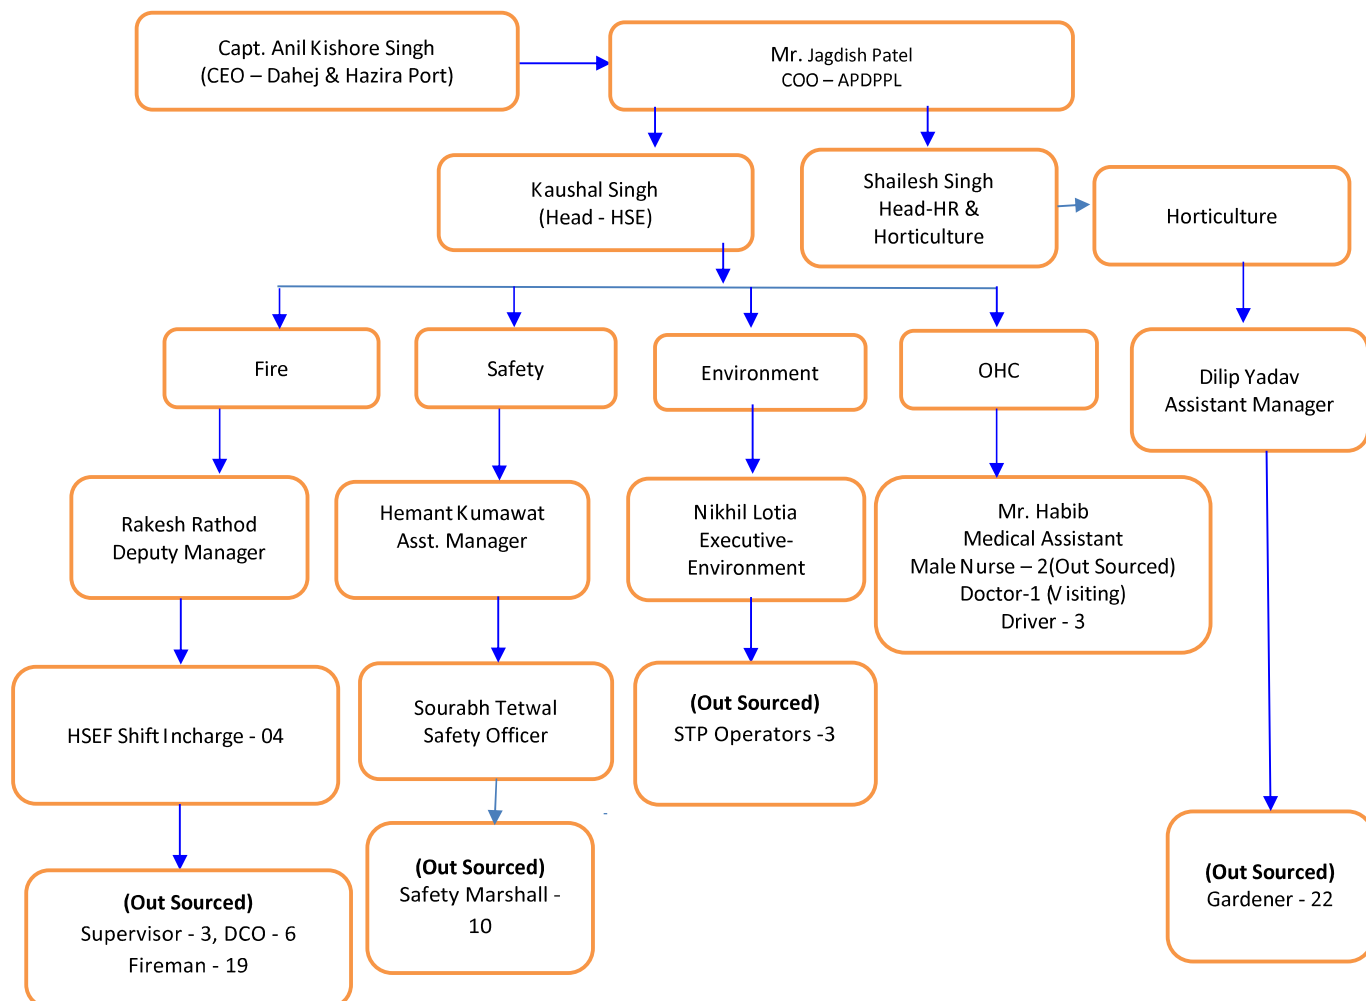 Capt. Anil Kishore Singh
(CEO – Dahej & Hazira Port)
Mr. Jagdish Patel
COO – APDPPL
Kaushal Singh
(Head - HSE)
Shailesh Singh
Head-HR &
Horticulture
Horticulture
Fire
Safety
Environment
OHC
Dilip Yadav
Assistant Manager
Rakesh Rathod
Deputy Manager
Hemant Kumawat
Asst. Manager
Nikhil Lotia
Executive-
Environment
Mr. Habib
Medical Assistant
Male Nurse – 2(Out Sourced)
Doctor-1 (Visiting)
Driver - 3
HSEF Shift Incharge - 04
Sourabh Tetwal
Safety Officer
(Out Sourced)
STP Operators -3
(Out Sourced)
Supervisor - 3, DCO - 6
Fireman - 19
(Out Sourced)
Safety Marshall -
10
(Out Sourced)
Gardener - 22